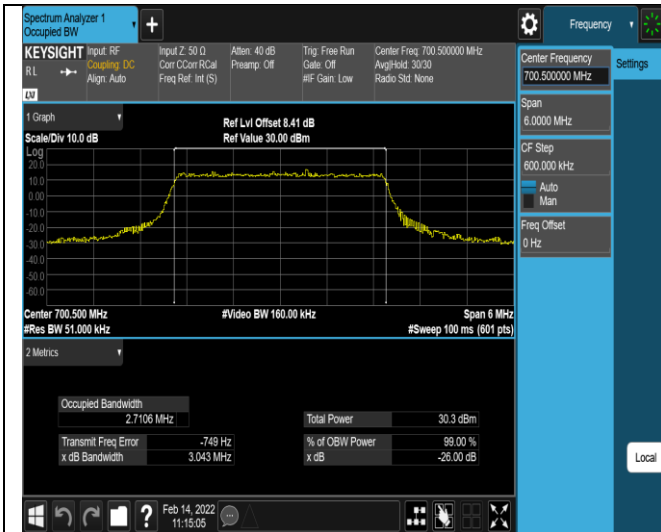 Spectrum Analyzer 1
Occupied BW
Frequency
KEYSIGHT
R L
LXI
Input: RF
Coupling: DC
Align: Auto
Input Z: 50 Ω
Corr CCorr RCal
Freq Ref: Int (S)
Atten: 40 dB
Preamp: Off
Trig: Free Run
Gate: Off
#IF Gain: Low
Center Freq: 700.500000 MHz
Avg|Hold: 30/30
Radio Std: None
Center Frequency
700.500000 MHz
Settings
Span
6.0000 MHz
CF Step
600.000 kHz
Auto
Man
Freq Offset
0 Hz
Local
1 Graph
Scale/Div 10.0 dB
Ref Lvl Offset 8.41 dB
Ref Value 30.00 dBm
Log
20.0
10.0
0.00
-10.0
-20.0
-30.0
-40.0
-50.0
-60.0
Center 700.500 MHz
#Video BW 160.00 kHz
Span 6 MHz
#Res BW 51.000 kHz
#Sweep 100 ms (601 pts)
2 Metrics
Occupied Bandwidth
2.7106 MHz
Total Power 30.3 dBm
Transmit Freq Error -749 Hz
% of OBW Power 99.00 %
x dB Bandwidth 3.043 MHz
x dB -26.00 dB
?
Feb 14, 2022
11:15:05